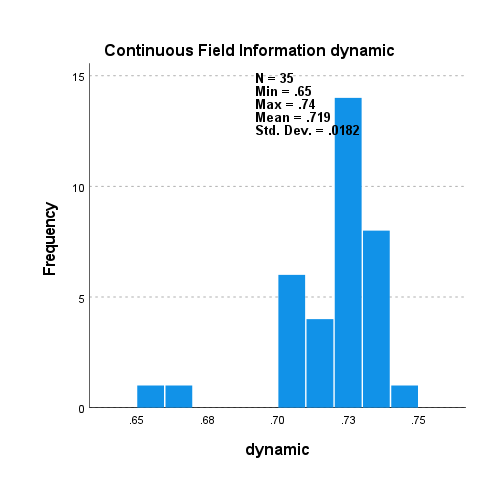 Continuous Field Information dynamic
N = 35
Min = .65
Max = .74
Mean = .719
Std. Dev. = .0182
15
10
5
0
Frequency
.65 .68 .70 .73 .75
dynamic